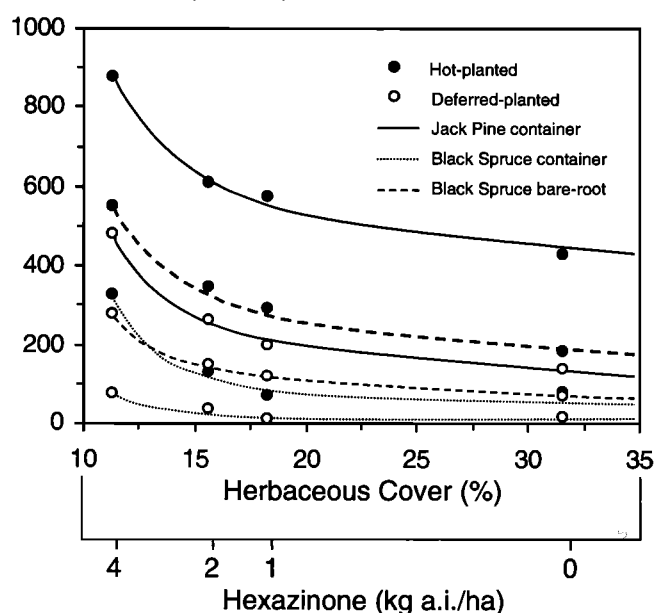 1000
800
600
400
200
0
Hot-planted
Deferred-planted
Jack Pine container
Black Spruce container
Black Spruce bare-root
10 15 20 25 30 35
Herbaceous Cover (%)
4 2 1 0
Hexazinone (kg a.i./ha)